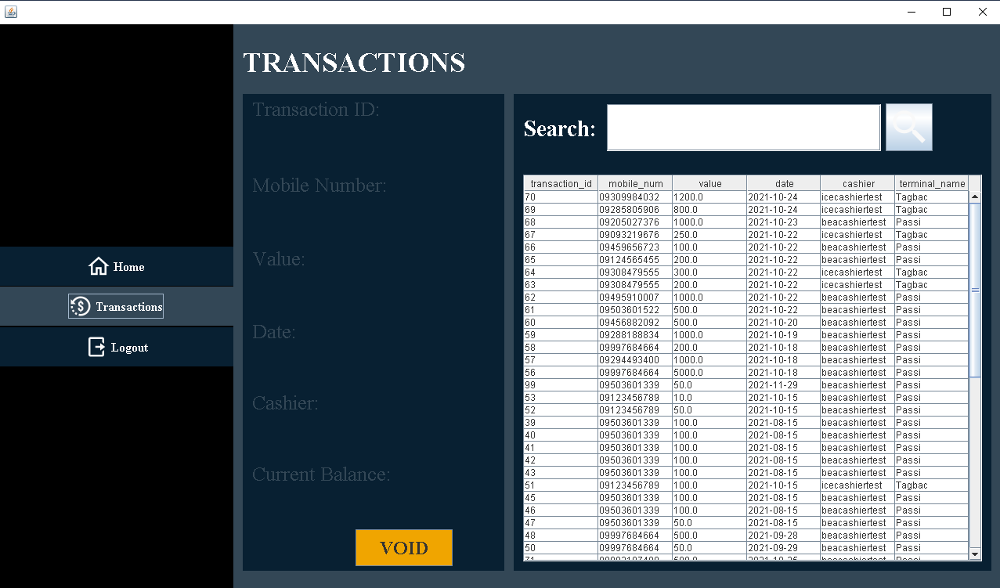 TRANSACTIONS
Home
Transactions
Logout
Transaction ID:
Mobile Number:
Value:
Date:
Cashier:
Current Balance:
VOID
Search:
transaction_id mobile_num value date cashier terminal_name
70 09309984032 1200.0 2021-10-24 icecashiertest Tagbac
69 09285805906 800.0 2021-10-24 icecashiertest Tagbac
68 09205027376 1000.0 2021-10-23 beacashiertest Passi
67 09093219676 250.0 2021-10-22 icecashiertest Tagbac
66 09459656723 100.0 2021-10-22 beacashiertest Passi
65 09124565455 200.0 2021-10-22 beacashiertest Passi
64 09308479555 300.0 2021-10-22 icecashiertest Tagbac
63 09308479555 200.0 2021-10-22 icecashiertest Tagbac
62 09495910007 1000.0 2021-10-22 beacashiertest Passi
61 09503601522 500.0 2021-10-22 beacashiertest Passi
60 09456882092 500.0 2021-10-20 beacashiertest Passi
59 09288188834 1000.0 2021-10-19 beacashiertest Passi
58 09997684664 200.0 2021-10-18 beacashiertest Passi
57 09294493400 1000.0 2021-10-18 beacashiertest Passi
56 09997684664 5000.0 2021-10-18 beacashiertest Passi
99 09503601339 50.0 2021-11-29 beacashiertest Passi
53 09123456789 10.0 2021-10-15 beacashiertest Passi
52 09123456789 50.0 2021-10-15 beacashiertest Passi
39 09503601339 100.0 2021-08-15 beacashiertest Passi
40 09503601339 100.0 2021-08-15 beacashiertest Passi
41 09503601339 100.0 2021-08-15 beacashiertest Passi
42 09503601339 100.0 2021-08-15 beacashiertest Passi
43 09503601339 100.0 2021-08-15 beacashiertest Passi
51 09123456789 100.0 2021-10-15 icecashiertest Tagbac
45 09503601339 100.0 2021-08-15 beacashiertest Passi
46 09503601339 100.0 2021-08-15 beacashiertest Passi
47 09503601339 50.0 2021-08-15 beacashiertest Passi
48 09997684664 500.0 2021-09-28 beacashiertest Passi
50 09997684664 50.0 2021-09-29 beacashiertest Passi